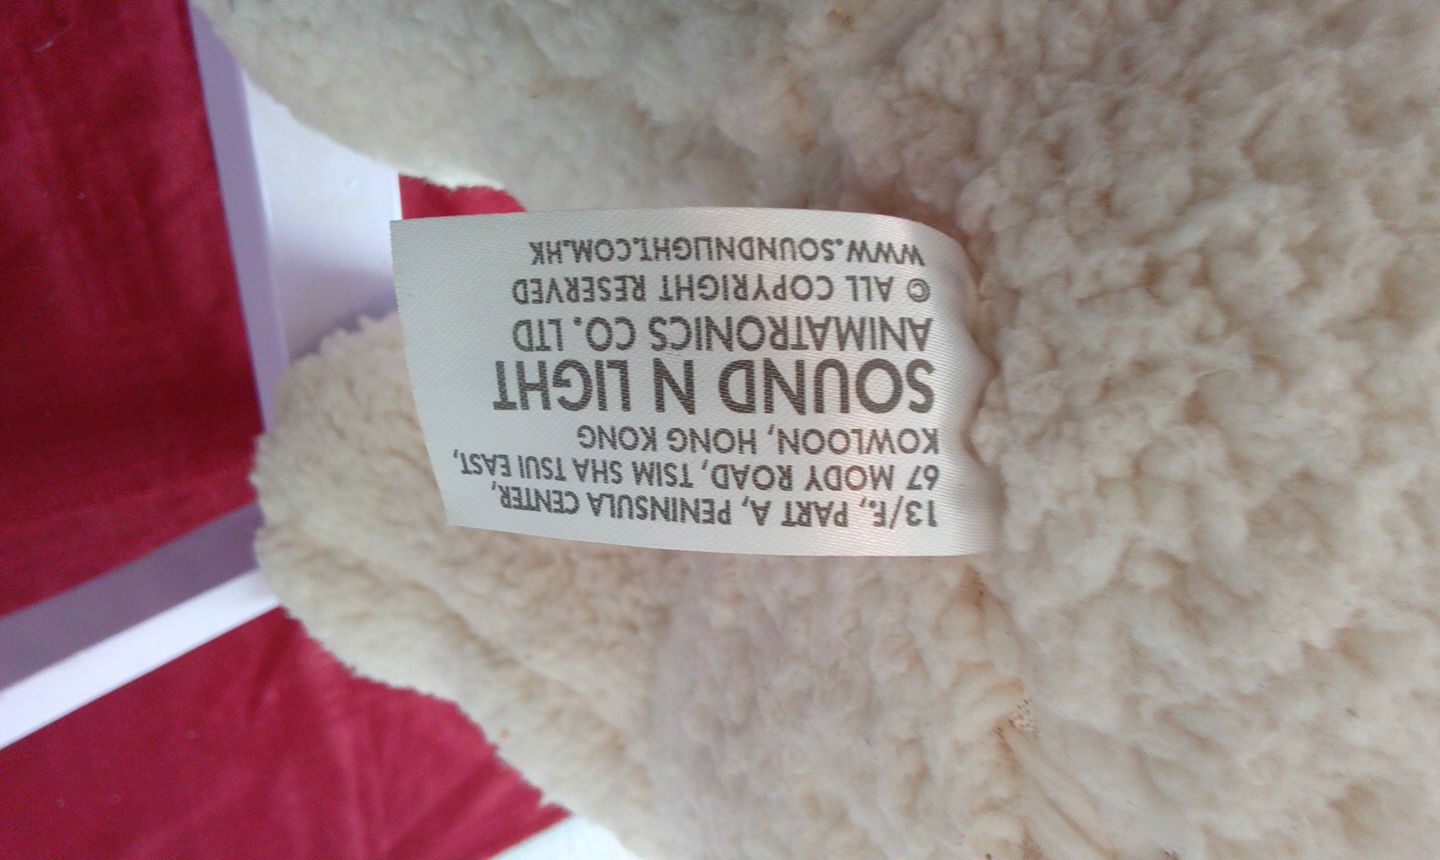 13/F., PART A, PENINSULA CENTER,
67 MODY ROAD, TSIM SHA TSUI EAST,
KOWLOON, HONG KONG
SOUND N LIGHT
ANIMATRONICS CO. LTD
© ALL COPYRIGHT RESERVED
WWW.SOUNDNLIGHT.COM.HK